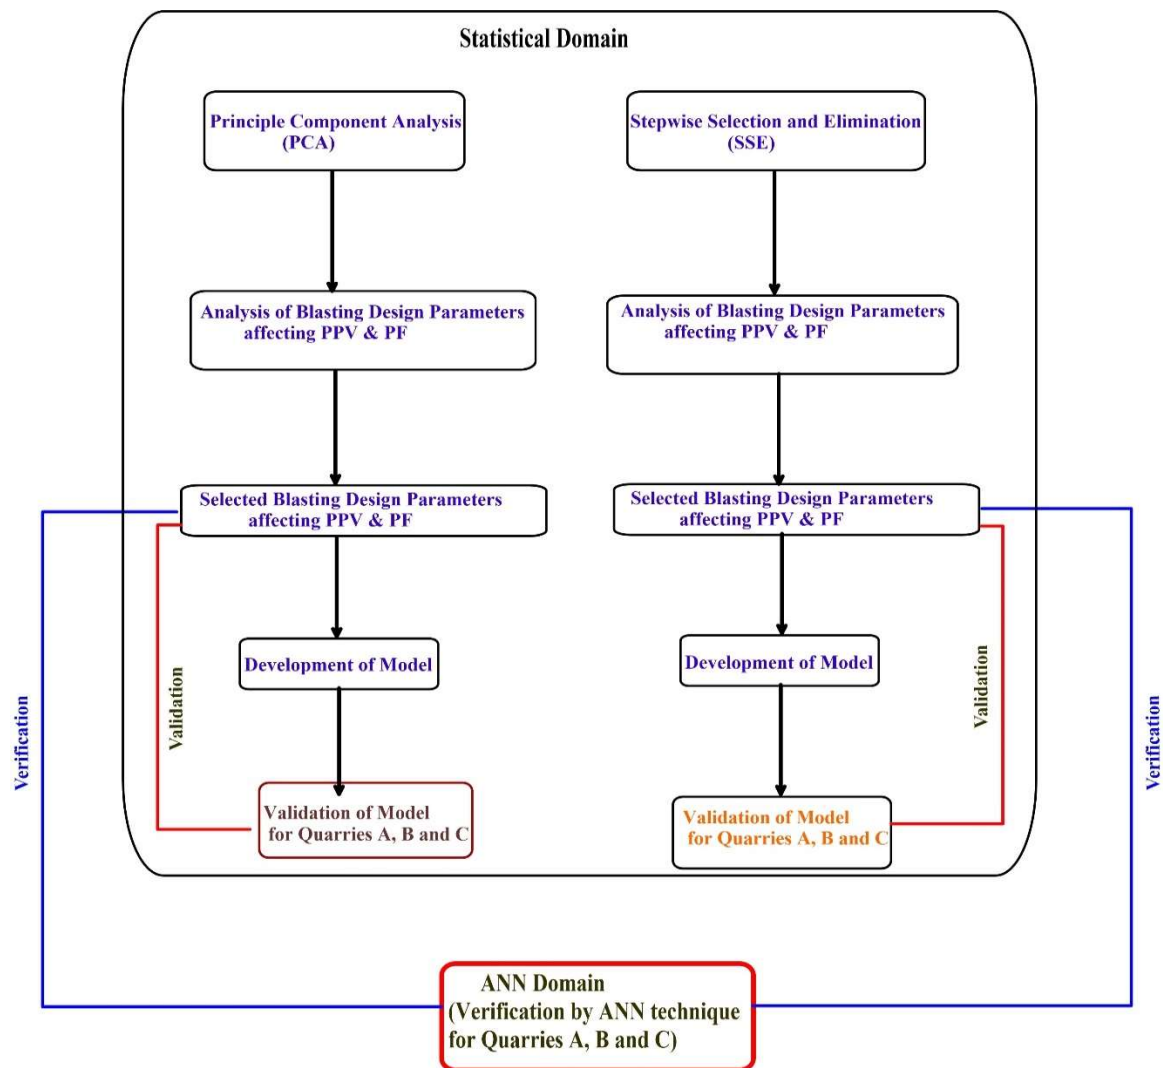 Statistical Domain
Principle Component Analysis
(PCA)
Analysis of Blasting Design Parameters
affecting PPV & PF
Selected Blasting Design Parameters
affecting PPV & PF
Development of Model
Validation of Model
for Quarries A, B and C
Validation
Verification
Stepwise Selection and Elimination
(SSE)
Analysis of Blasting Design Parameters
affecting PPV & PF
Selected Blasting Design Parameters
affecting PPV & PF
Development of Model
Validation of Model
for Quarries A, B and C
Validation
Verification
ANN Domain
(Verification by ANN technique
for Quarries A, B and C)